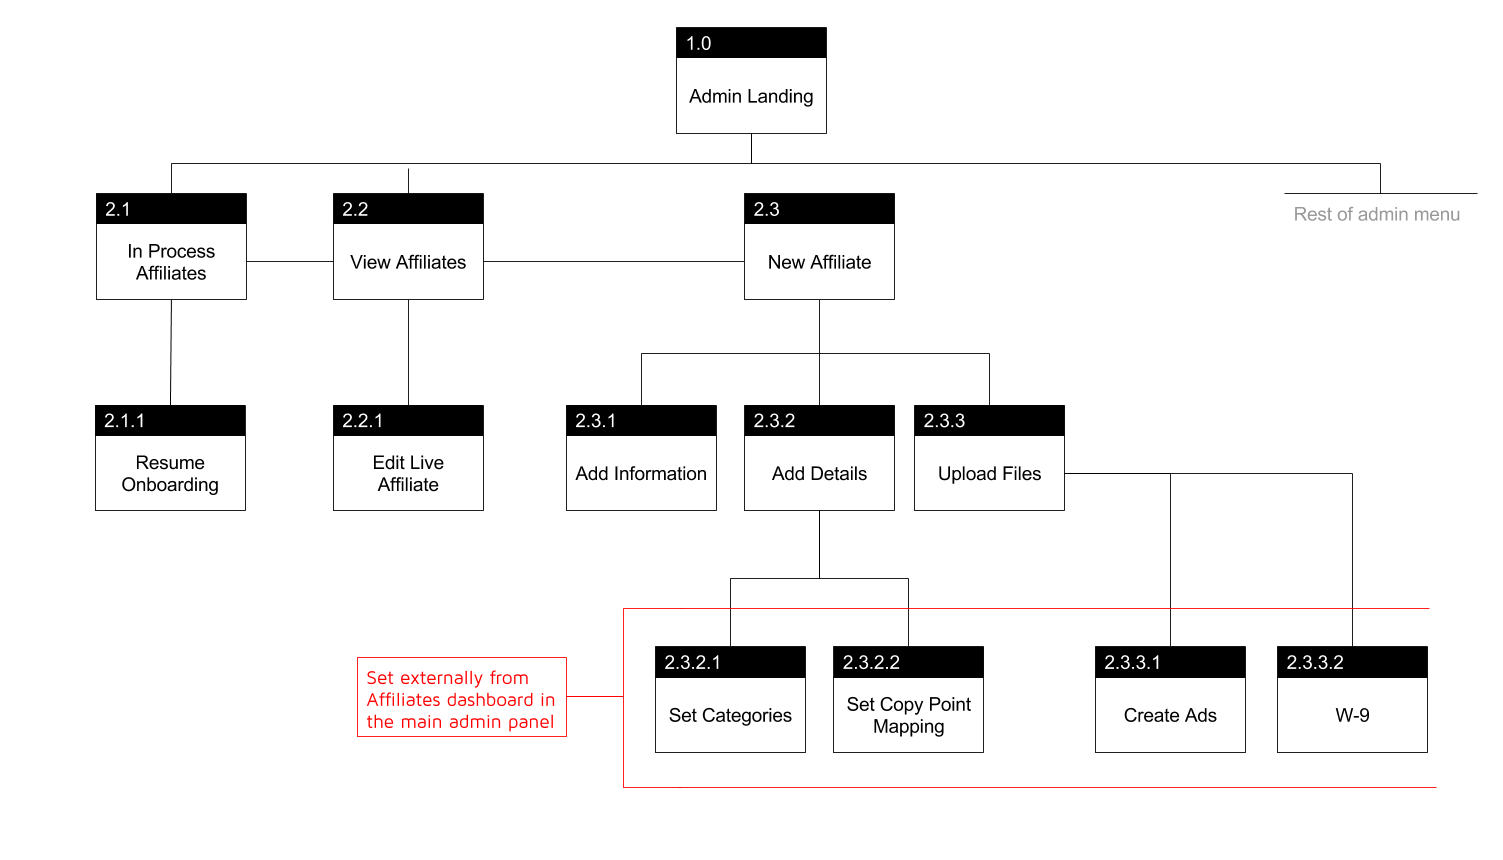 1.0
Admin Landing
2.1
In Process
Affiliates
2.2
View Affiliates
2.3
New Affiliate
Rest of admin menu
2.1.1
Resume
Onboarding
2.2.1
Edit Live
Affiliate
2.3.1
Add Information
2.3.2
Add Details
2.3.3
Upload Files
Set externally from
Affiliates dashboard in
the main admin panel
2.3.2.1
Set Categories
2.3.2.2
Set Copy Point
Mapping
2.3.3.1
Create Ads
2.3.3.2
W-9